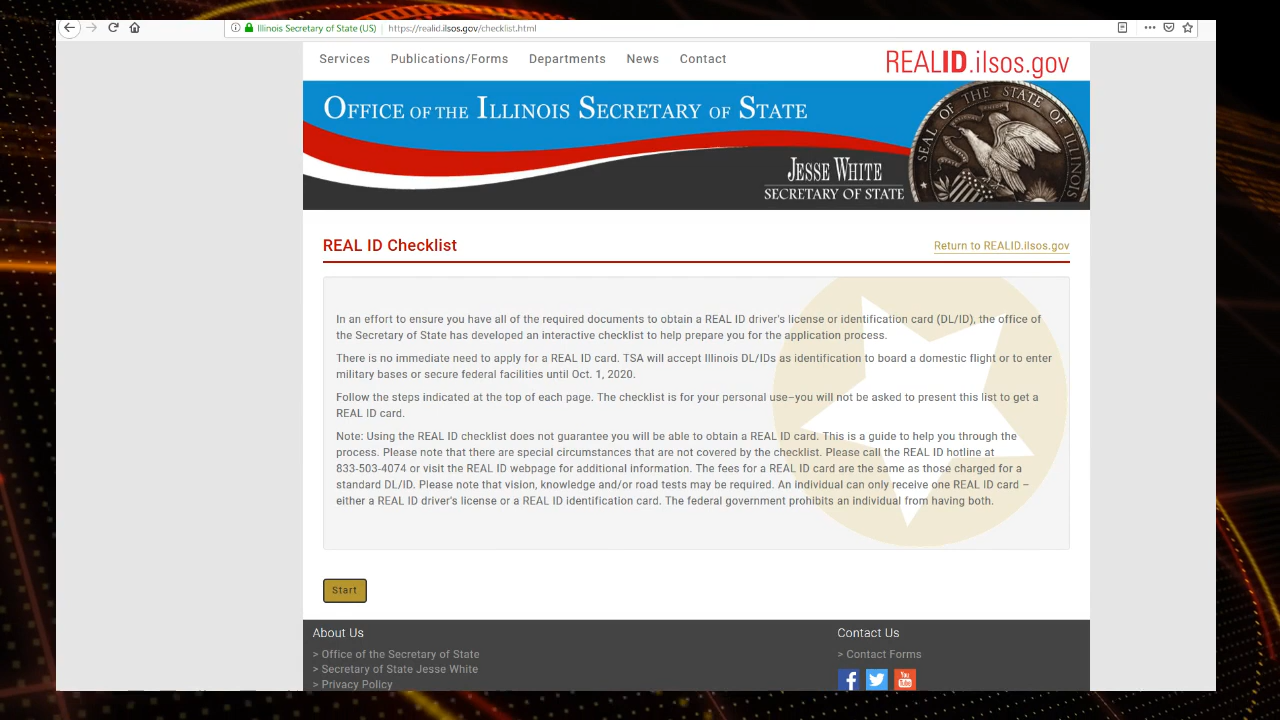 Illinois Secretary of State (US) https://realid.ilsos.gov/checklist.html
Services Publications/Forms Departments News Contact REALID.ilsos.gov
OFFICE OF THE ILLINOIS SECRETARY OF STATE
SEAL OF THE STATE OF ILLINOIS
JESSE WHITE
SECRETARY OF STATE
REAL ID Checklist Return to REALID.ilsos.gov
In an effort to ensure you have all of the required documents to obtain a REAL ID driver's license or identification card (DL/ID), the office of
the Secretary of State has developed an interactive checklist to help prepare you for the application process.
There is no immediate need to apply for a REAL ID card. TSA will accept Illinois DL/IDs as identification to board a domestic flight or to enter
military bases or secure federal facilities until Oct. 1, 2020.
Follow the steps indicated at the top of each page. The checklist is for your personal use–you will not be asked to present this list to get a
REAL ID card.
Note: Using the REAL ID checklist does not guarantee you will be able to obtain a REAL ID card. This is a guide to help you through the
process. Please note that there are special circumstances that are not covered by the checklist. Please call the REAL ID hotline at
833-503-4074 or visit the REAL ID webpage for additional information. The fees for a REAL ID card are the same as those charged for a
standard DL/ID. Please note that vision, knowledge and/or road tests may be required. An individual can only receive one REAL ID card –
either a REAL ID driver's license or a REAL ID identification card. The federal government prohibits an individual from having both.
Start
About Us Contact Us
> Office of the Secretary of State > Contact Forms
> Secretary of State Jesse White
> Privacy Policy
You Tube